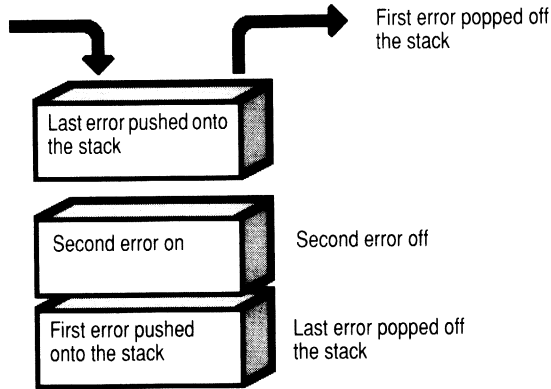 First error popped off
the stack
Last error pushed onto
the stack
Second error on
Second error off
First error pushed
onto the stack
Last error popped off
the stack